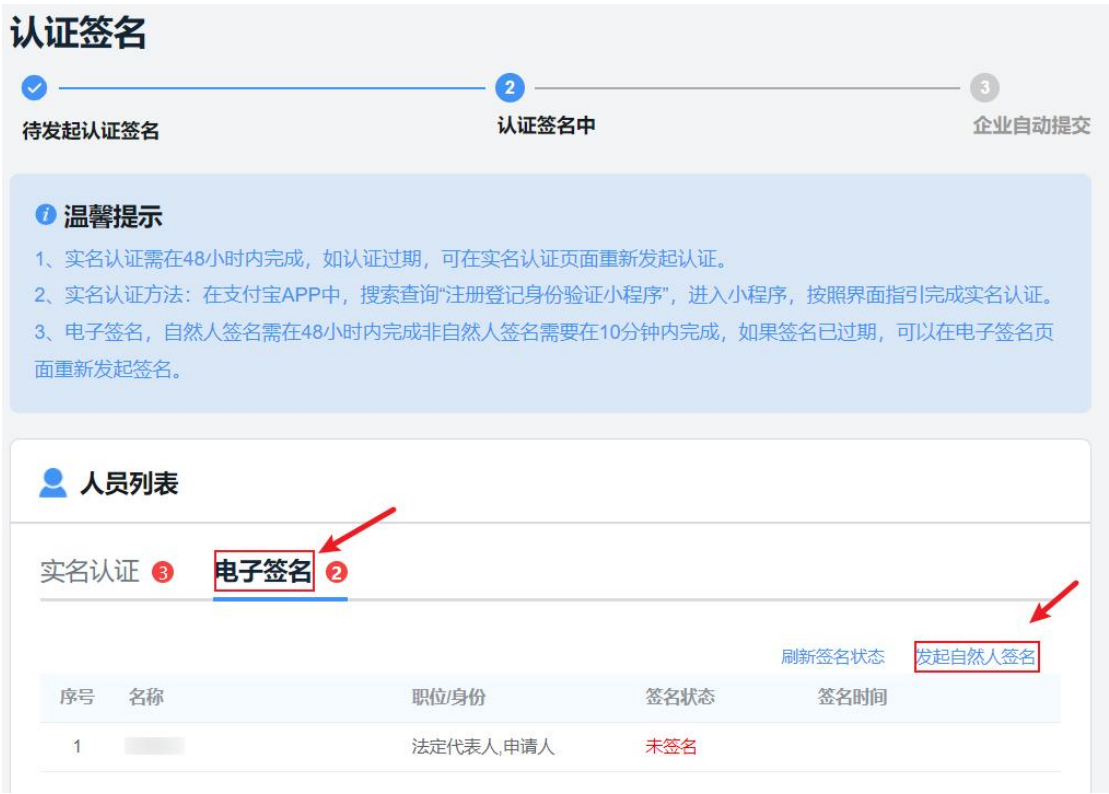 认证签名
2
3
待发起认证签名
认证签名中
企业自动提交
温馨提示
1、实名认证需在48小时内完成，如认证过期，可在实名认证页面重新发起认证。
2、实名认证方法：在支付宝APP中，搜索查询“注册登记身份验证小程序”，进入小程序，按照界面指引完成实名认证。
3、电子签名，自然人签名需在48小时内完成非自然人签名需要在10分钟内完成，如果签名已过期，可以在电子签名页
面重新发起签名。
人员列表
实名认证 3 电子签名 2
刷新签名状态 发起自然人签名
序号 名称 职位/身份 签名状态 签名时间
1 法定代表人,申请人 未签名